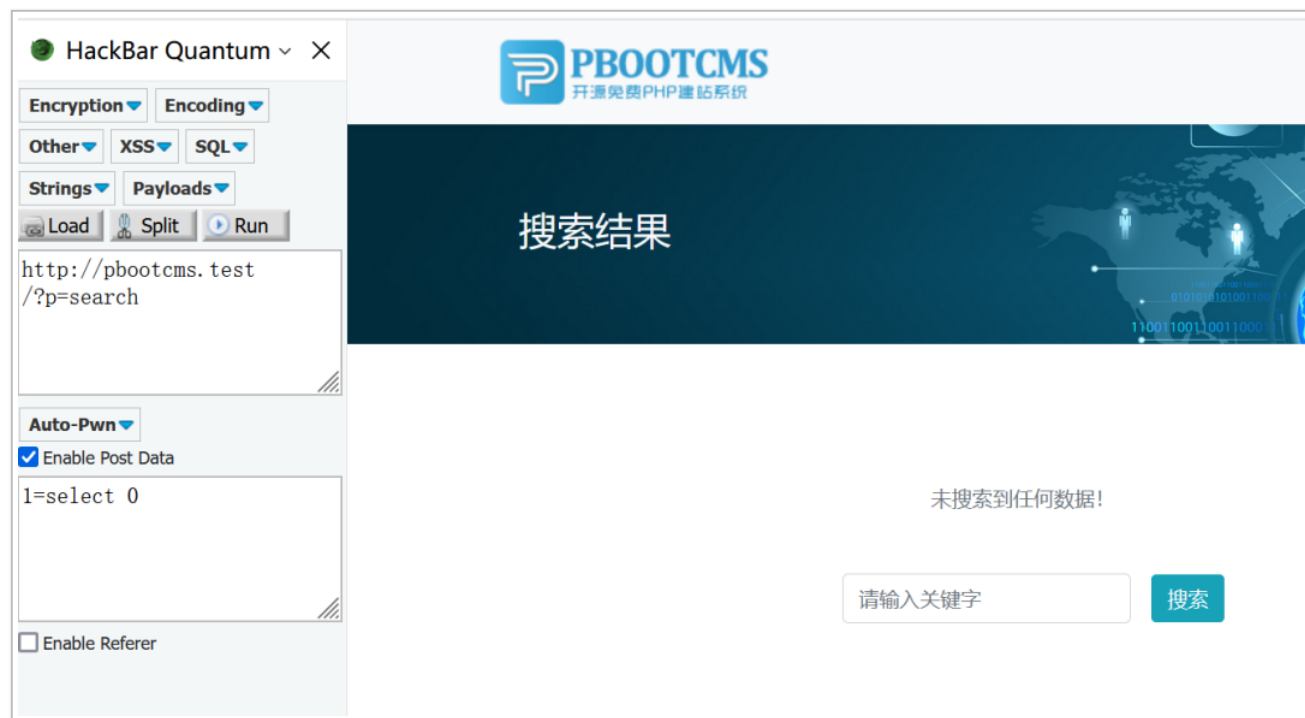 HackBar Quantum
Encryption
Encoding
Other
XSS
SQL
Strings
Payloads
Load
Split
Run
http://pbootcms.test
/?p=search
Auto-Pwn
Enable Post Data
1=select 0
Enable Referer
PBOOTCMS
开源免费PHP建站系统
搜索结果
未搜索到任何数据!
请输入关键字
搜索